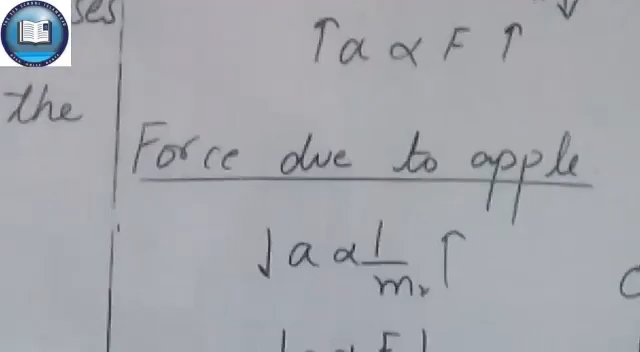 ses
the
↑a ∝ F↑
Force due to apple
↓a ∝ 1/m ↑